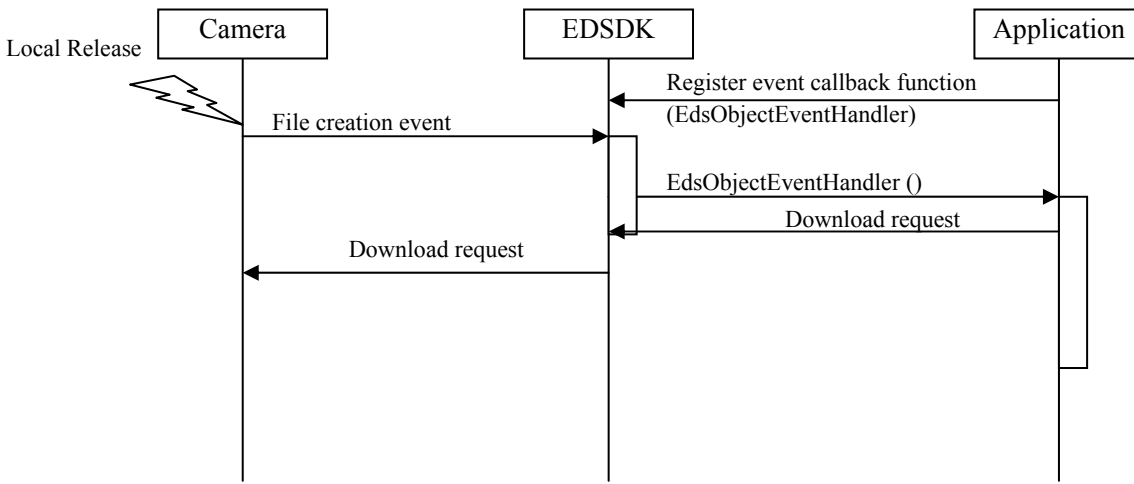 Camera
EDSDK
Application
Local Release
Register event callback function
(EdsObjectEventHandler)
File creation event
EdsObjectEventHandler ()
Download request
Download request